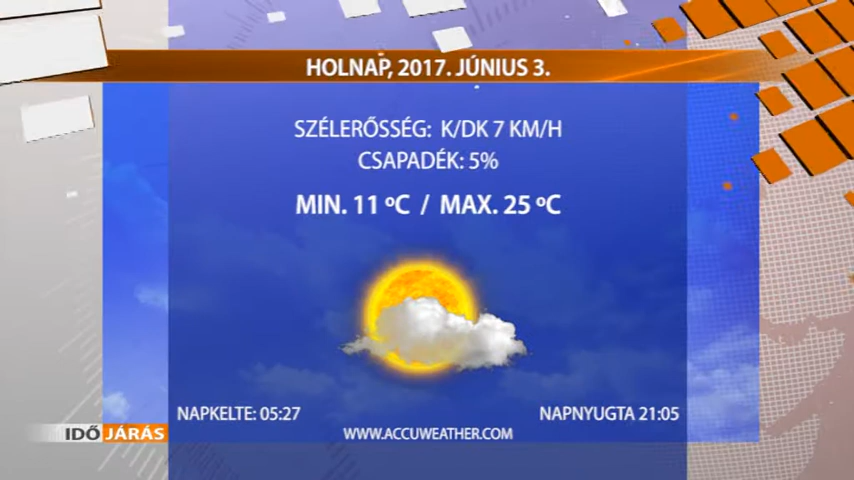 HOLNAP, 2017. JÚNIUS 3.
SZÉLERŐSSÉG: K/DK 7 KM/H
CSAPADÉK: 5%
MIN. 11 ºC / MAX. 25 ºC
NAPKELTE: 05:27
NAPNYUGTA 21:05
IDŐJÁRÁS
WWW.ACCUWEATHER.COM